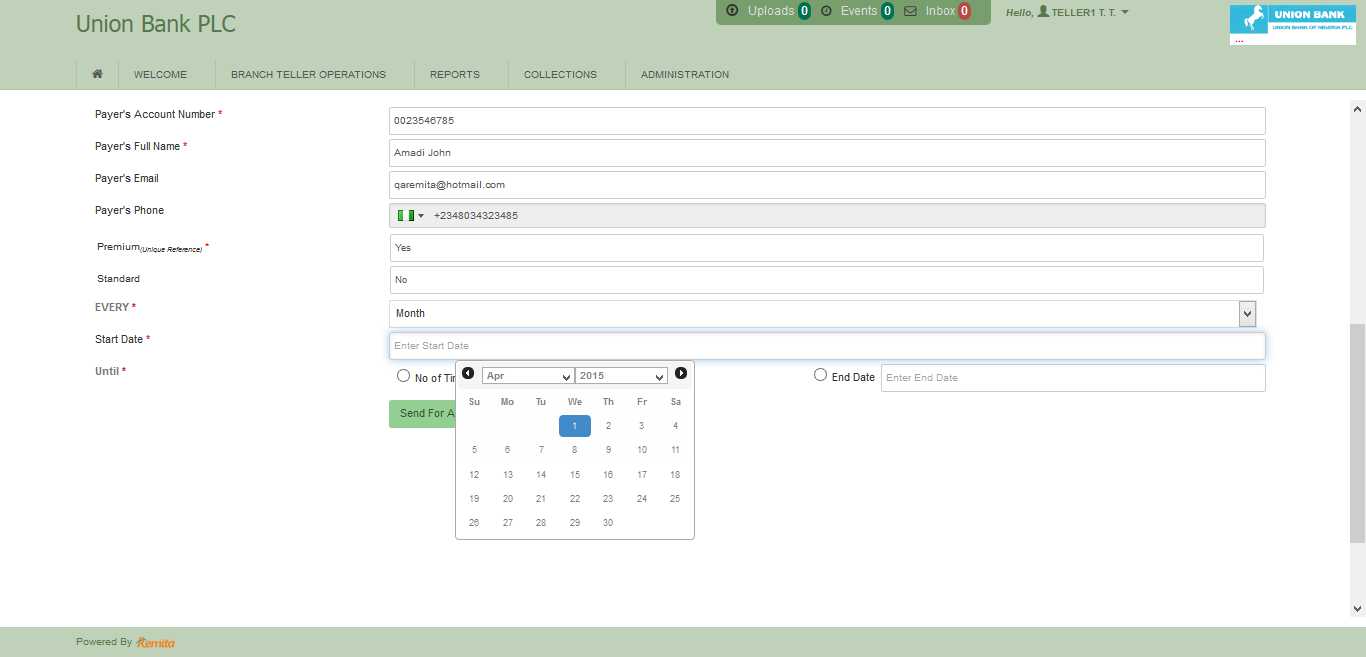 Union Bank PLC
Uploads 0 Events 0 Inbox 0
Hello, TELLER1 T. T.
UNION BANK
UNION BANK OF NIGERIA PLC
...
WELCOME BRANCH TELLER OPERATIONS REPORTS COLLECTIONS ADMINISTRATION
Payer's Account Number * 0023546785
Payer's Full Name * Amadi John
Payer's Email qaremita@hotmail.com
Payer's Phone +2348034323485
Premium(Unique Reference) * Yes
Standard No
EVERY * Month
Start Date * Enter Start Date
Until * No of Tir End Date Enter End Date
Apr 2015
Su Mo Tu We Th Fr Sa
1 2 3 4
5 6 7 8 9 10 11
12 13 14 15 16 17 18
19 20 21 22 23 24 25
26 27 28 29 30
Send For A
Powered By Remita